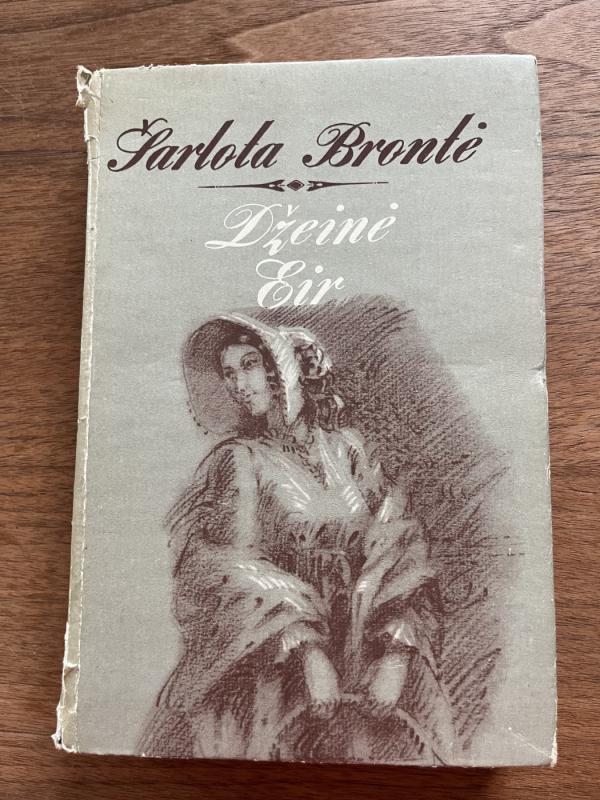 Šarlota Brontė
Džeinė
Eir